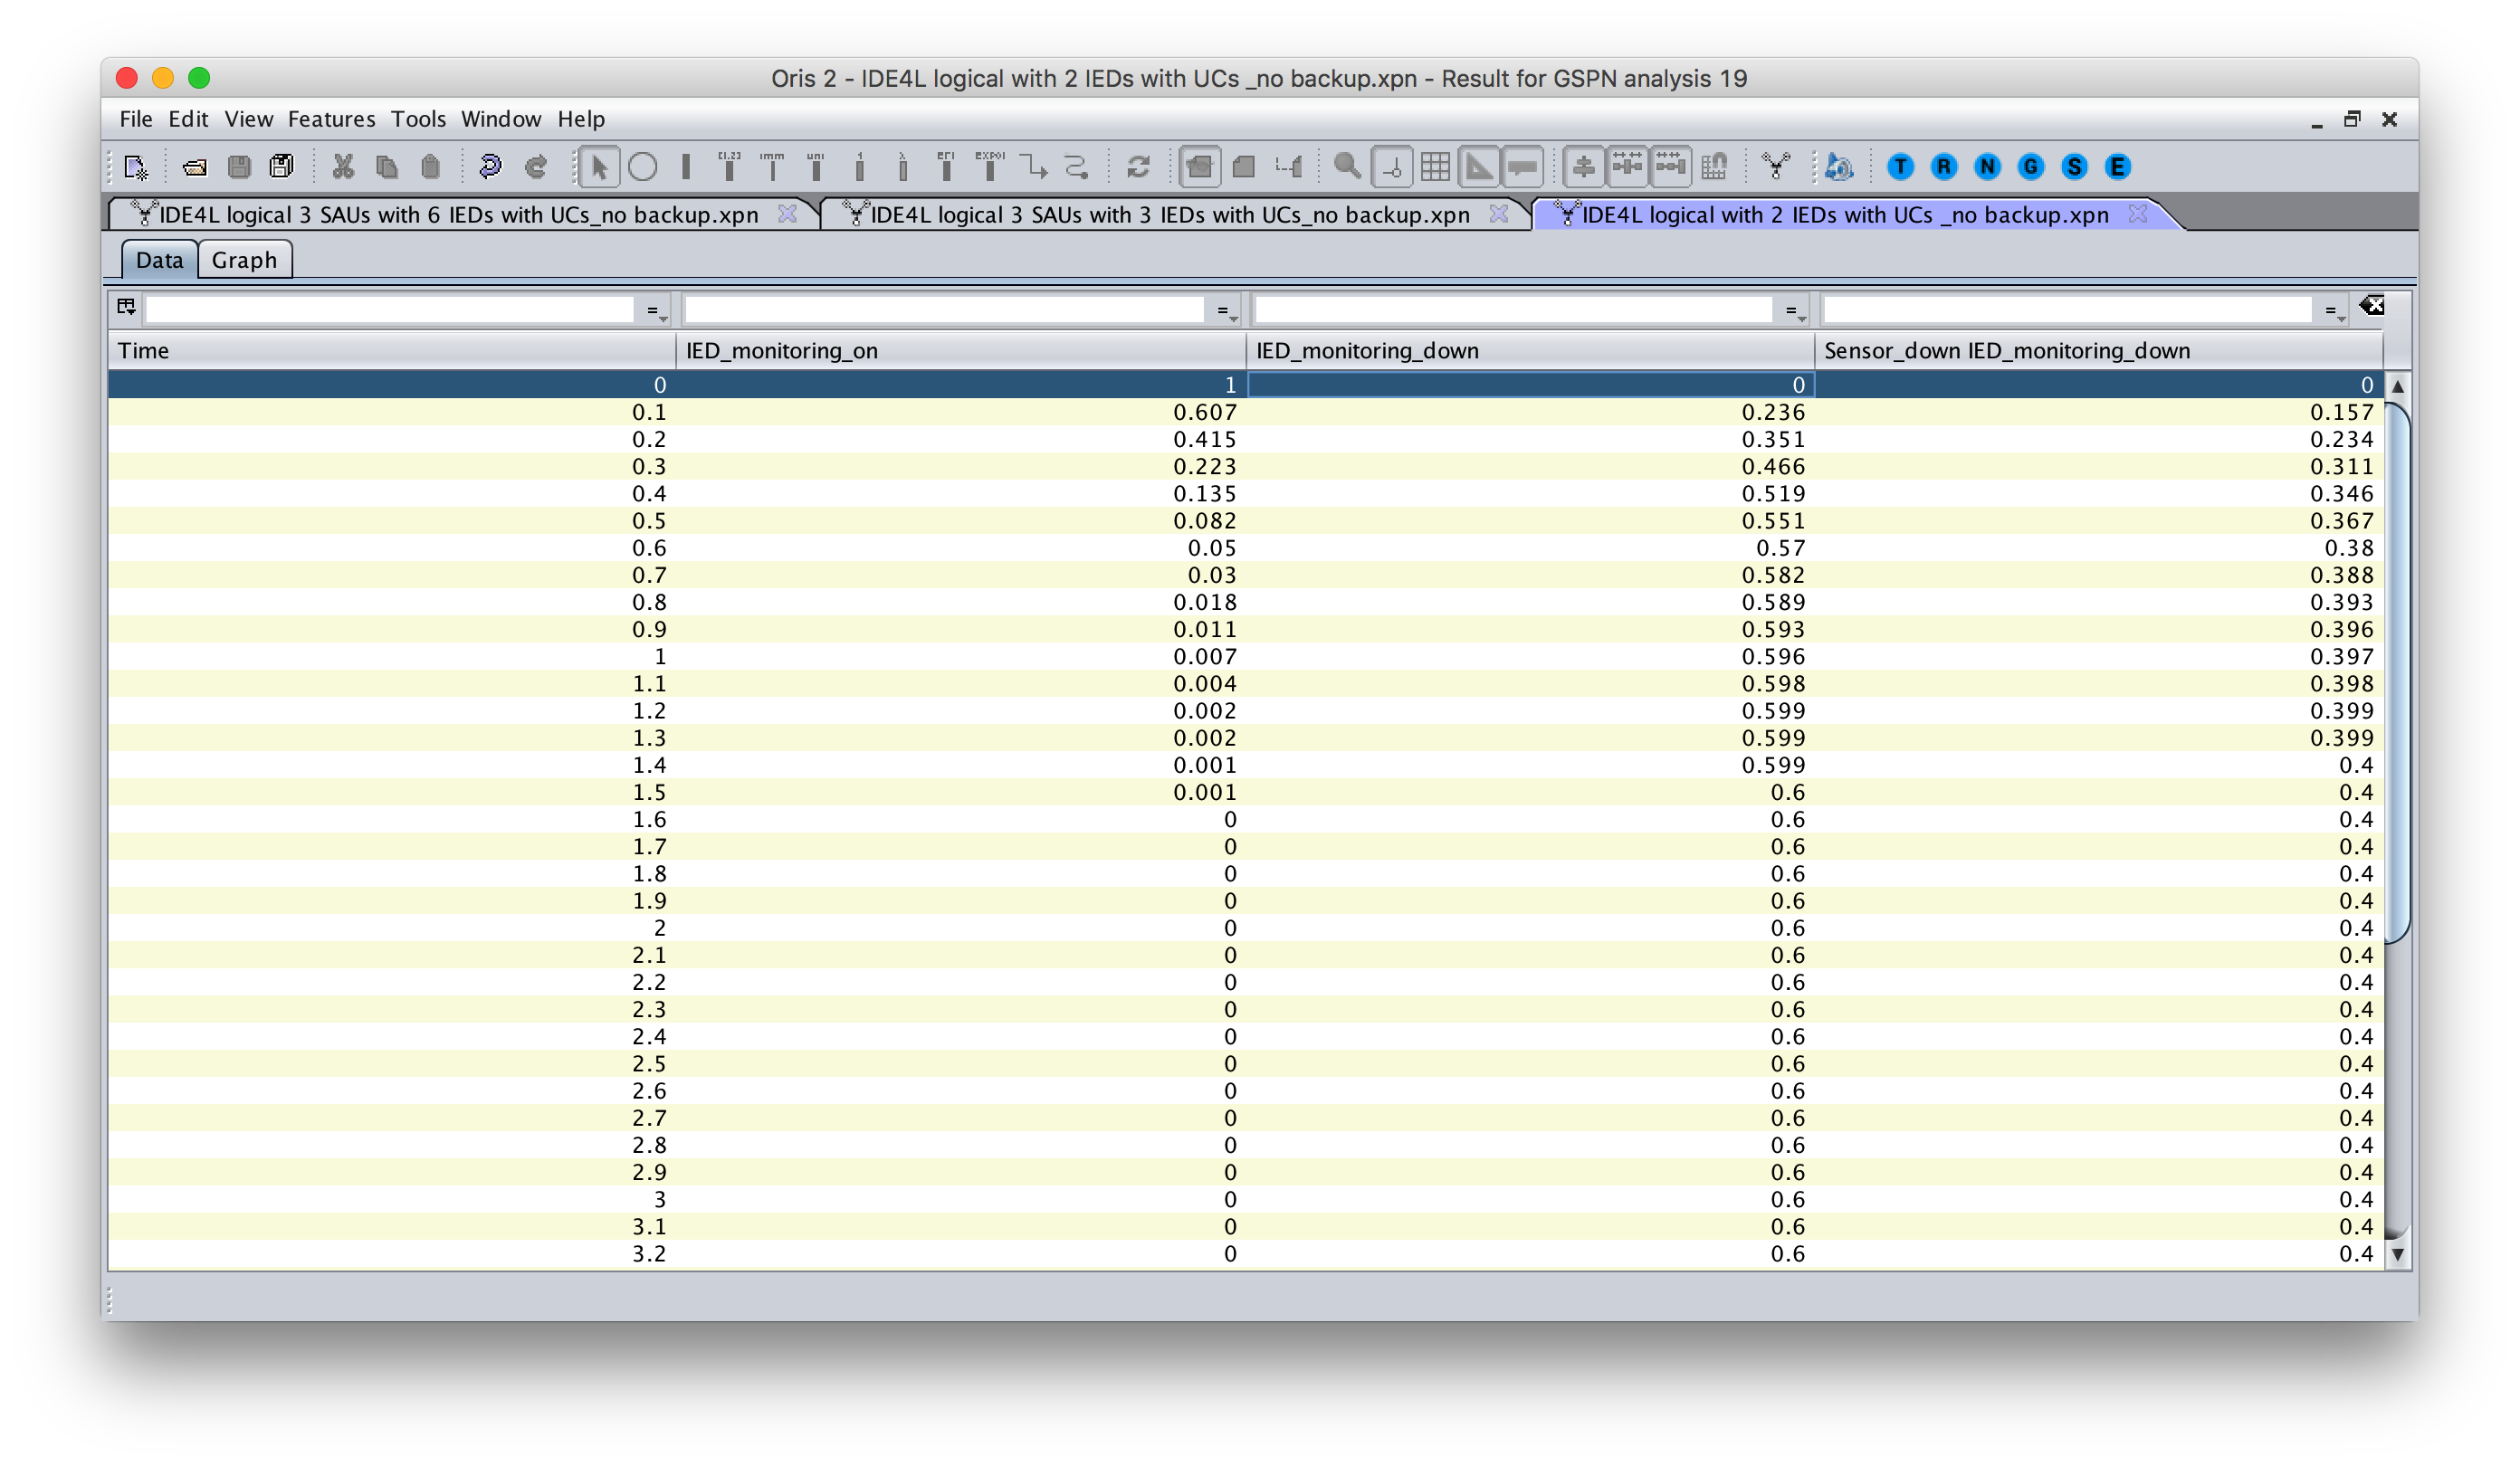 Oris 2 - IDE4L logical with 2 IEDs with UCs _no backup.xpn - Result for GSPN analysis 19
File Edit View Features Tools Window Help
[1,2] imm uni 1 λ EXPOl T R N G S E
IDE4L logical 3 SAUs with 6 IEDs with UCs_no backup.xpn IDE4L logical 3 SAUs with 3 IEDs with UCs_no backup.xpn IDE4L logical with 2 IEDs with UCs _no backup.xpn
Data Graph
= = = =
Time IED_monitoring_on IED_monitoring_down Sensor_down IED_monitoring_down
0 1 0 0
0.1 0.607 0.236 0.157
0.2 0.415 0.351 0.234
0.3 0.223 0.466 0.311
0.4 0.135 0.519 0.346
0.5 0.082 0.551 0.367
0.6 0.05 0.57 0.38
0.7 0.03 0.582 0.388
0.8 0.018 0.589 0.393
0.9 0.011 0.593 0.396
1 0.007 0.596 0.397
1.1 0.004 0.598 0.398
1.2 0.002 0.599 0.399
1.3 0.002 0.599 0.399
1.4 0.001 0.599 0.4
1.5 0.001 0.6 0.4
1.6 0 0.6 0.4
1.7 0 0.6 0.4
1.8 0 0.6 0.4
1.9 0 0.6 0.4
2 0 0.6 0.4
2.1 0 0.6 0.4
2.2 0 0.6 0.4
2.3 0 0.6 0.4
2.4 0 0.6 0.4
2.5 0 0.6 0.4
2.6 0 0.6 0.4
2.7 0 0.6 0.4
2.8 0 0.6 0.4
2.9 0 0.6 0.4
3 0 0.6 0.4
3.1 0 0.6 0.4
3.2 0 0.6 0.4